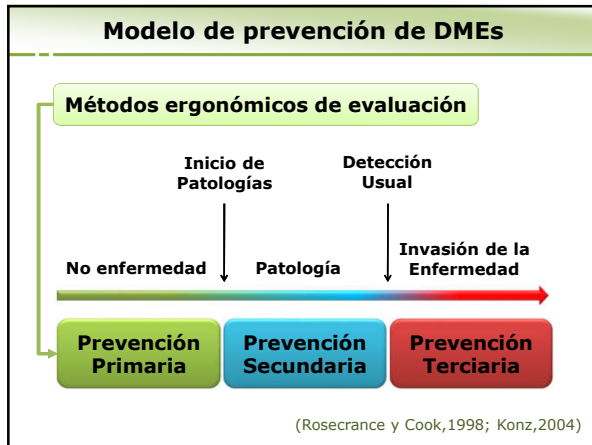 Modelo de prevención de DMEs
Métodos ergonómicos de evaluación
Inicio de
Patologías
Detección
Usual
No enfermedad
Patología
Invasión de la
Enfermedad
Prevención
Primaria
Prevención
Secundaria
Prevención
Terciaria
(Rosecrance y Cook,1998; Konz,2004)